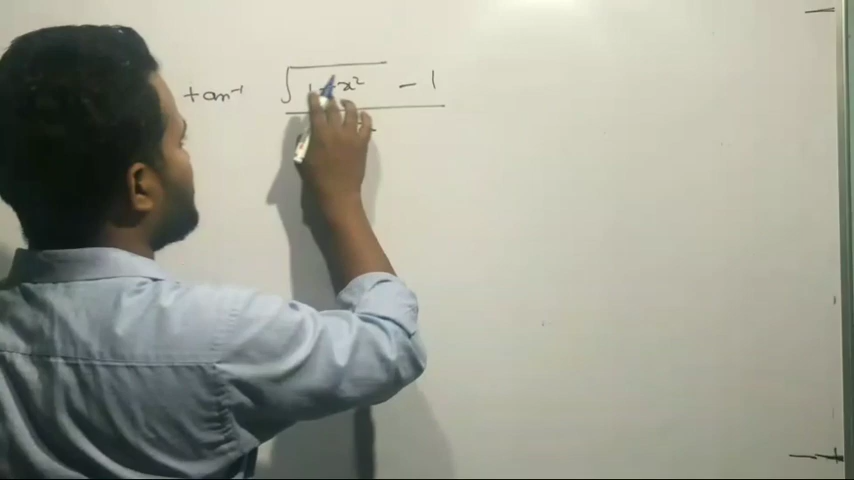 tan⁻¹ √1+x² - 1